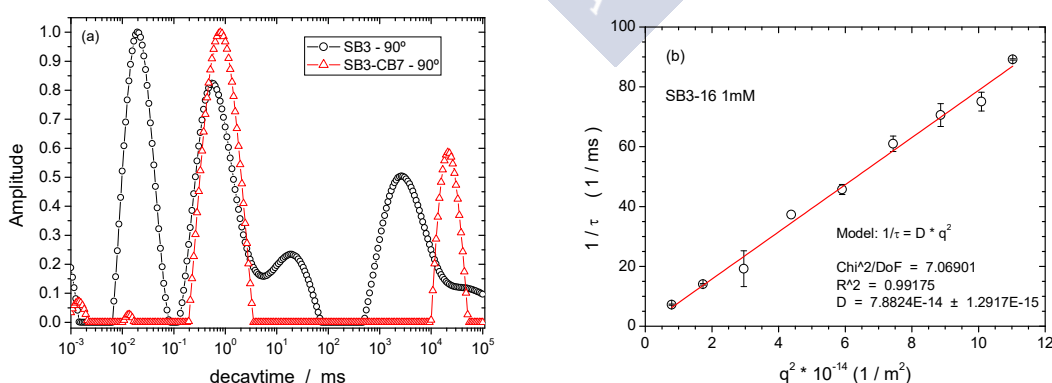 (a)
SB3 - 90º
SB3-CB7 - 90º
1.0
0.9
0.8
0.7
0.6
0.5
0.4
0.3
0.2
0.1
0.0
Amplitude
10^-3 10^-2 10^-1 10^0 10^1 10^2 10^3 10^4 10^5
decaytime / ms
(b)
SB3-16 1mM
100
80
60
40
20
0
1 / τ ( 1 / ms )
Model: 1/τ = D * q^2
Chi^2/DoF = 7.06901
R^2 = 0.99175
D = 7.8824E-14 ± 1.2917E-15
0 2 4 6 8 10 12
q^2 * 10^-14 (1 / m^2)